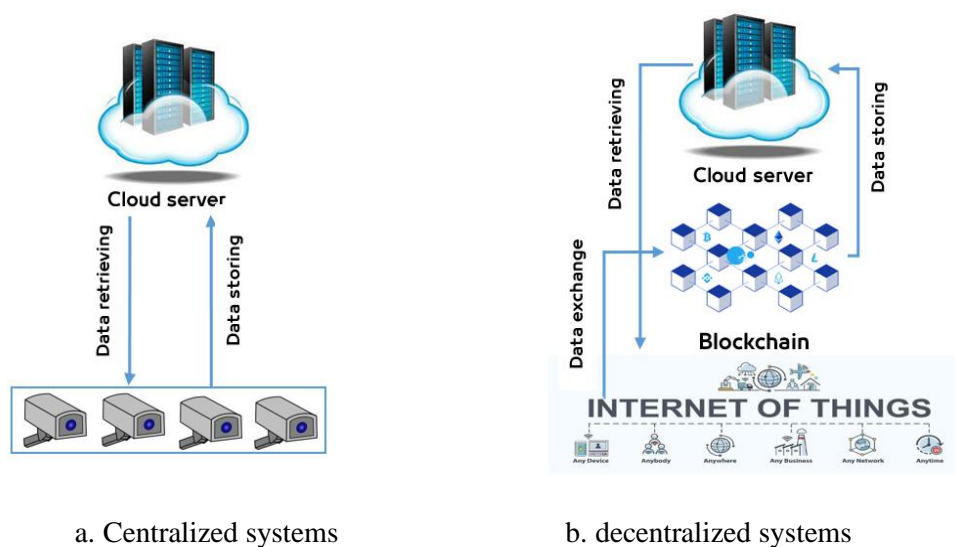 Cloud server
Data retrieving
Data storing
a. Centralized systems
Cloud server
Data retrieving
Data storing
Data exchange
Blockchain
INTERNET OF THINGS
Any Device
Anybody
Anywhere
Any Business
Any Network
Anytime
b. decentralized systems